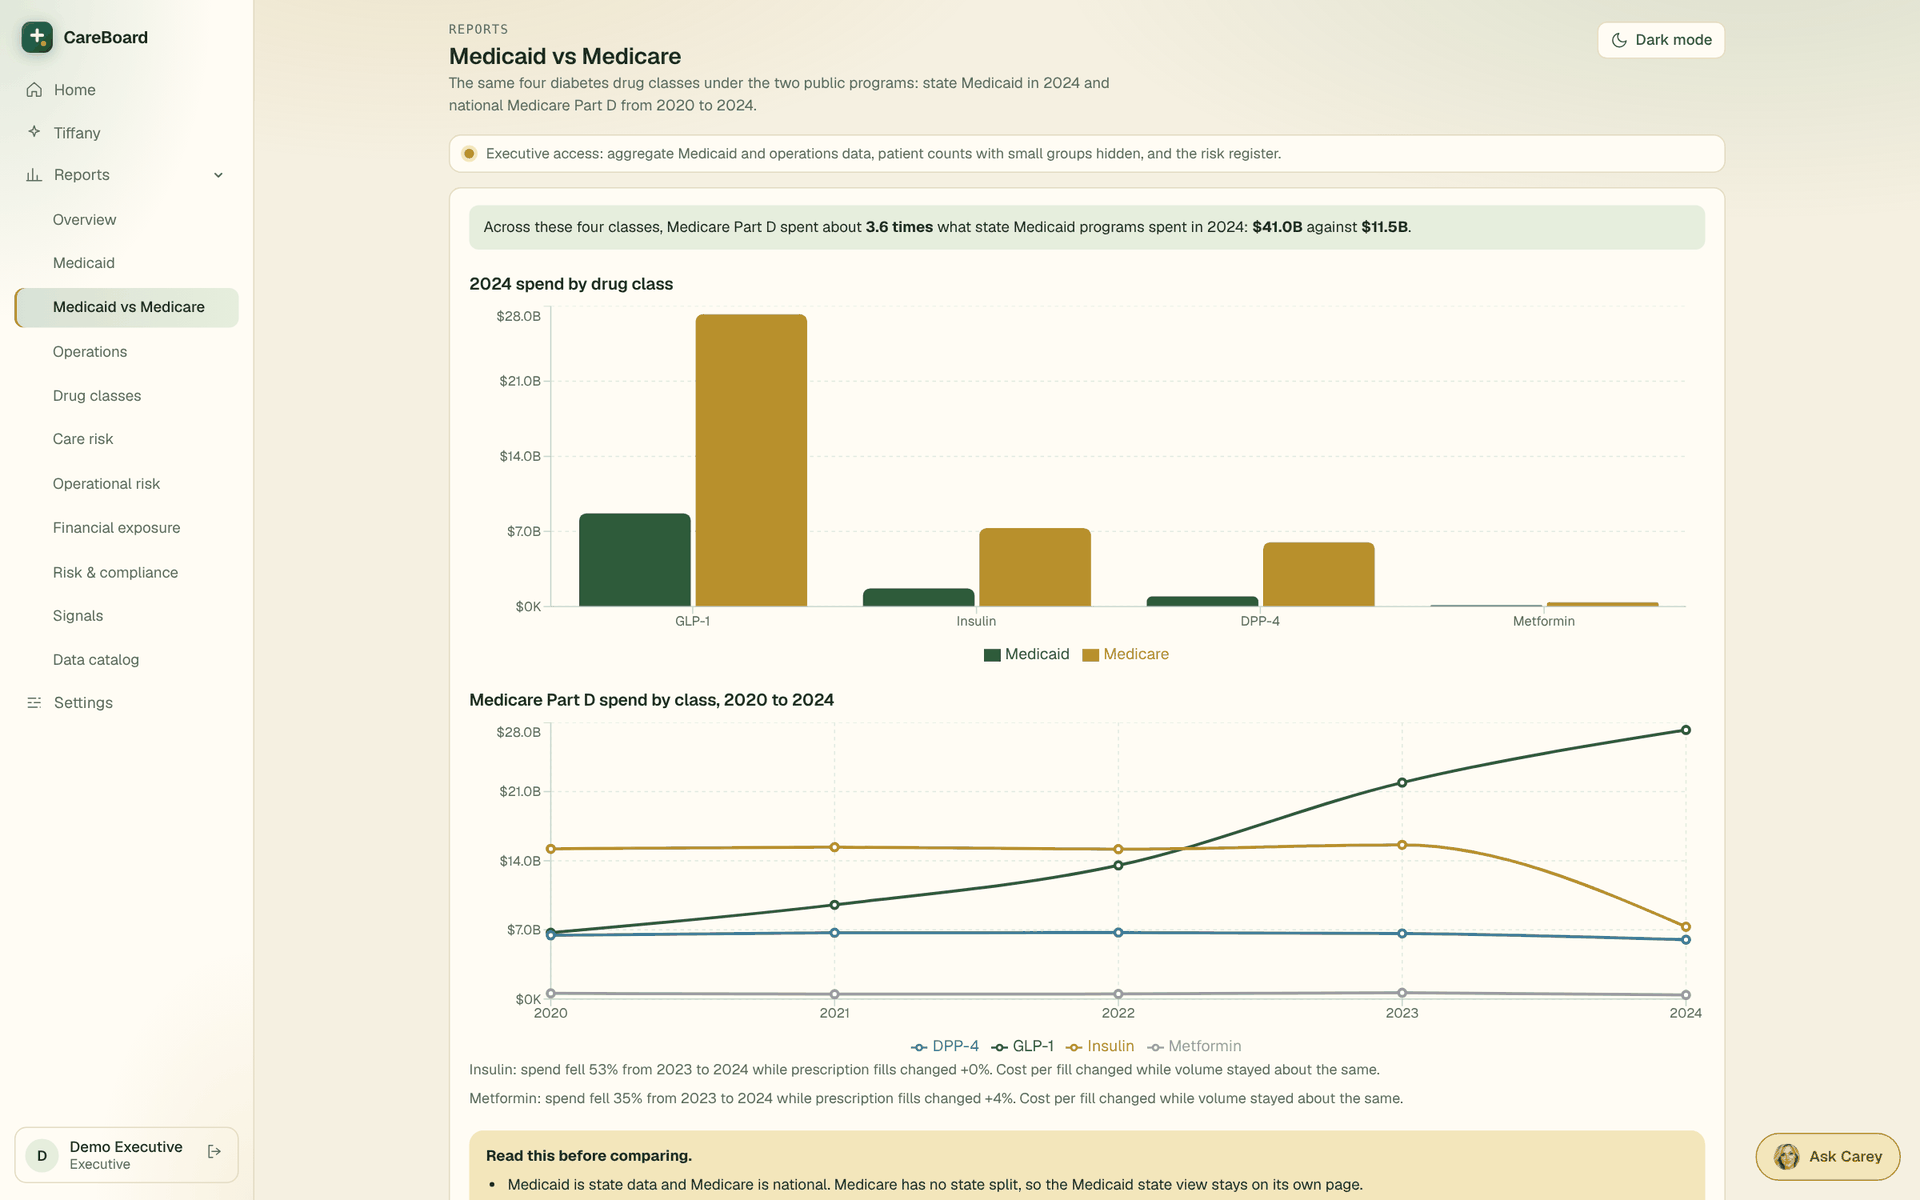 CareBoard
Home
Tiffany
Reports
Overview
Medicaid
Medicaid vs Medicare
Operations
Drug classes
Care risk
Operational risk
Financial exposure
Risk & compliance
Signals
Data catalog
Settings
D
Demo Executive
Executive
REPORTS
Medicaid vs Medicare
The same four diabetes drug classes under the two public programs: state Medicaid in 2024 and
national Medicare Part D from 2020 to 2024.
Dark mode
Executive access: aggregate Medicaid and operations data, patient counts with small groups hidden, and the risk register.
Across these four classes, Medicare Part D spent about 3.6 times what state Medicaid programs spent in 2024: $41.0B against $11.5B.
2024 spend by drug class
$28.0B
$21.0B
$14.0B
$7.0B
$0K
GLP-1 Insulin DPP-4 Metformin
Medicaid Medicare
Medicare Part D spend by class, 2020 to 2024
$28.0B
$21.0B
$14.0B
$7.0B
$0K
2020 2021 2022 2023 2024
DPP-4 GLP-1 Insulin Metformin
Insulin: spend fell 53% from 2023 to 2024 while prescription fills changed +0%. Cost per fill changed while volume stayed about the same.
Metformin: spend fell 35% from 2023 to 2024 while prescription fills changed +4%. Cost per fill changed while volume stayed about the same.
Read this before comparing.
• Medicaid is state data and Medicare is national. Medicare has no state split, so the Medicaid state view stays on its own page.
Ask Carey